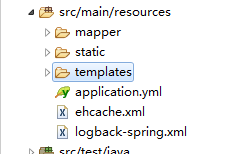 src/main/resources
mapper
static
templates
application.yml
ehcache.xml
logback-spring.xml
src/test/java